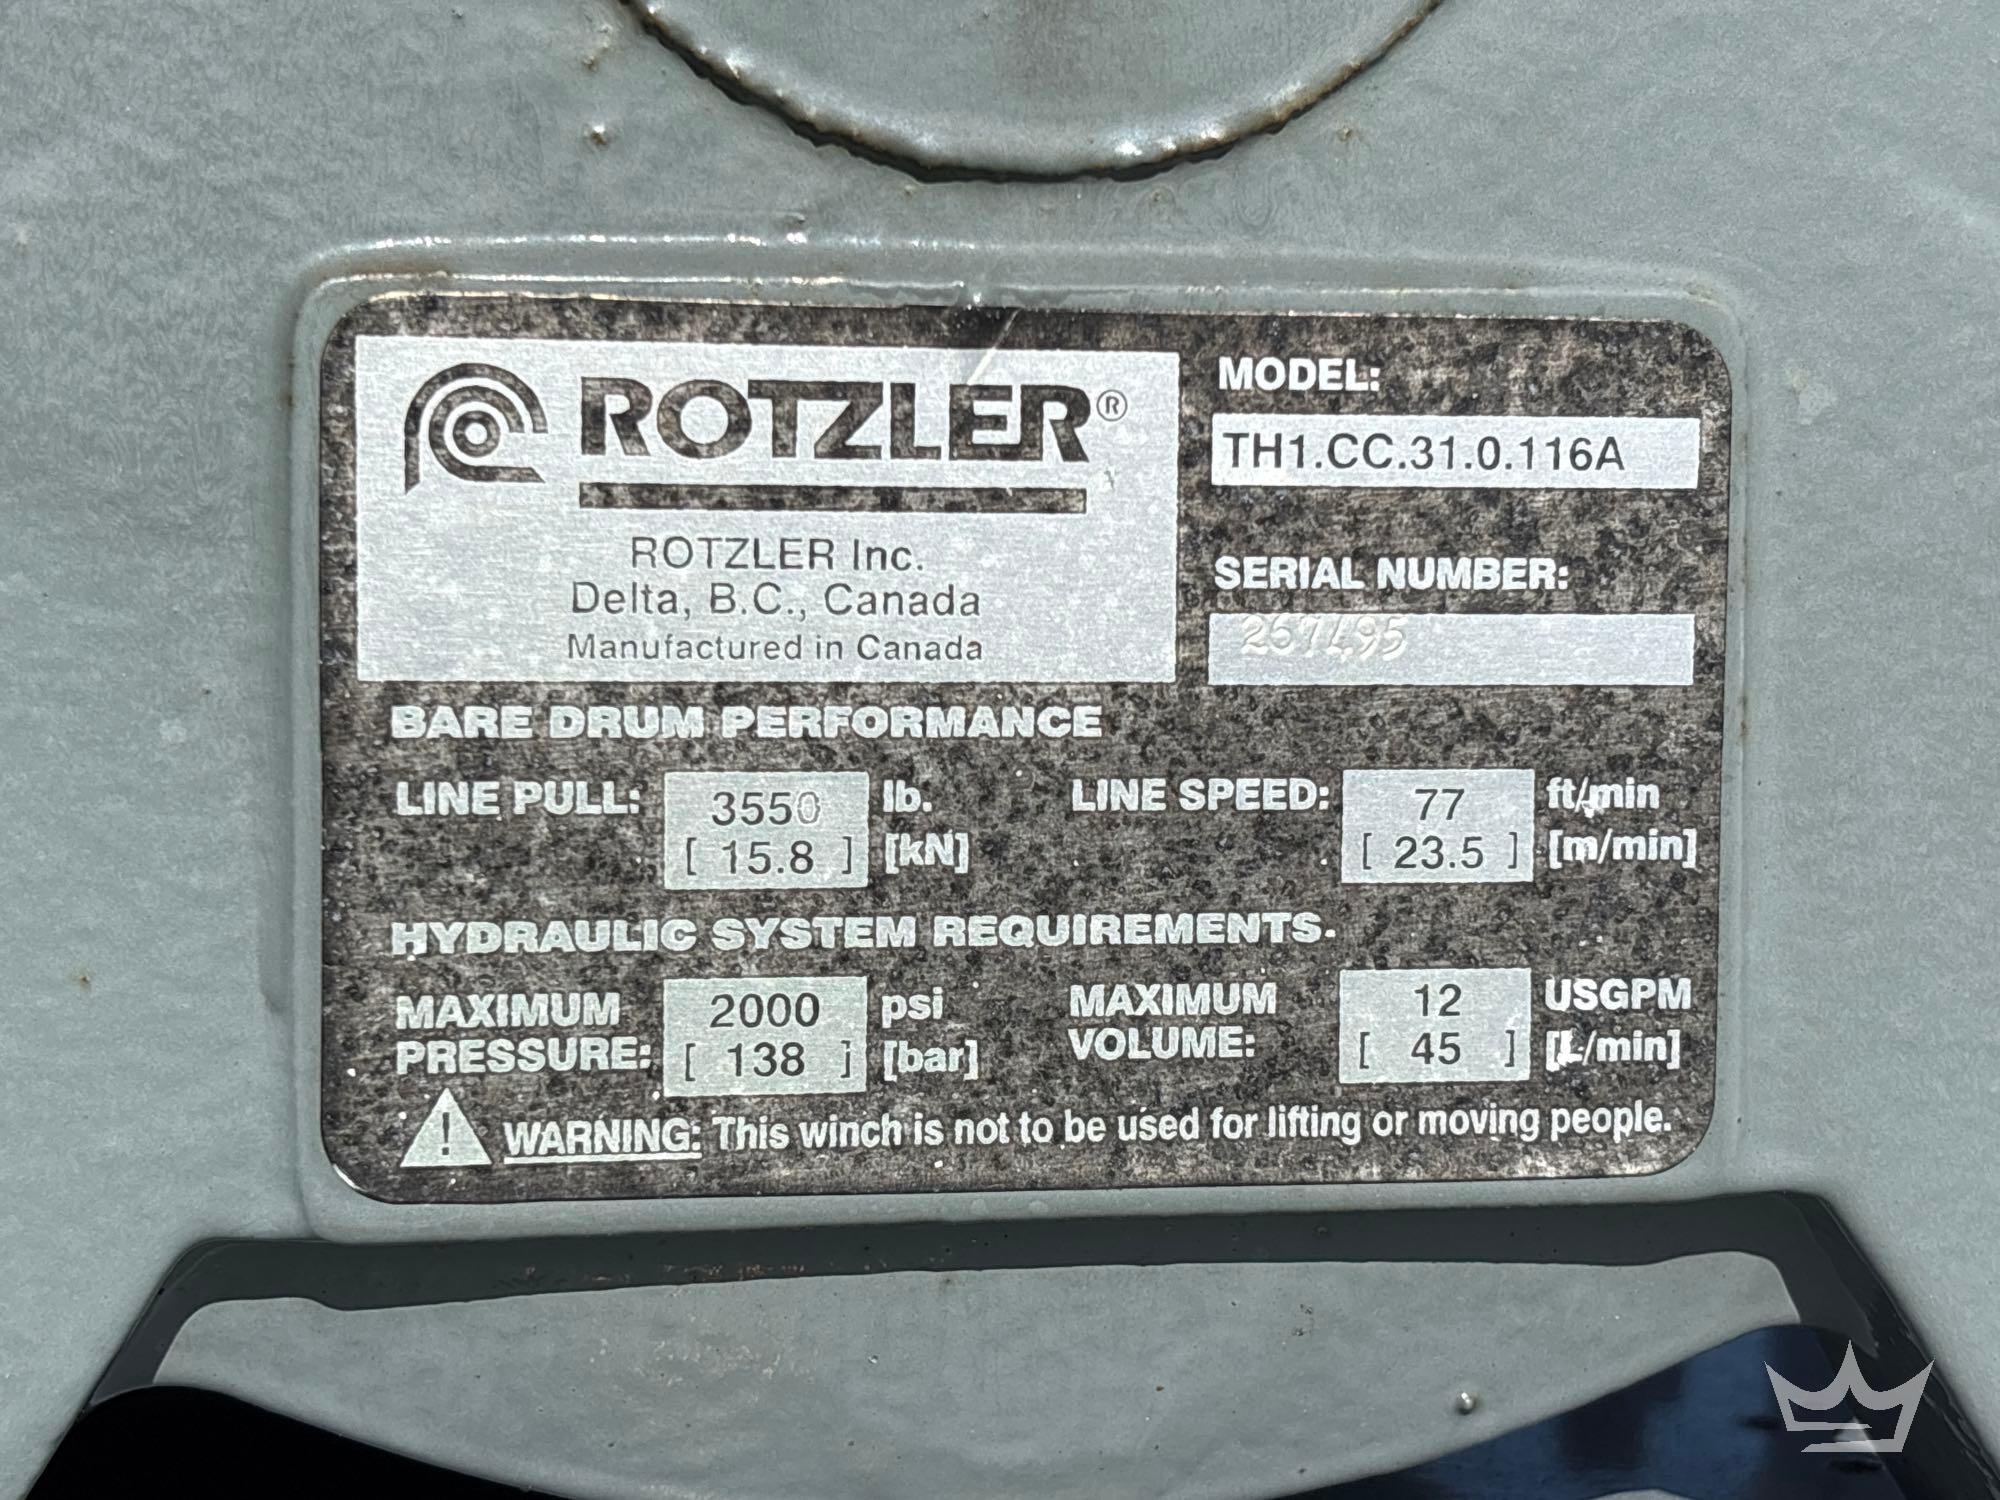 ROTZLER®
ROTZLER Inc.
Delta, B.C., Canada
Manufactured in Canada
MODEL:
TH1.CC.31.0.116A
SERIAL NUMBER:
267495
BARE DRUM PERFORMANCE
LINE PULL: 3550 lb.
[ 15.8 ] [kN]
LINE SPEED: 77 ft/min
[ 23.5 ] [m/min]
HYDRAULIC SYSTEM REQUIREMENTS.
MAXIMUM 2000 psi
PRESSURE: [ 138 ] [bar]
MAXIMUM 12 USGPM
VOLUME: [ 45 ] [L/min]
! WARNING: This winch is not to be used for lifting or moving people.